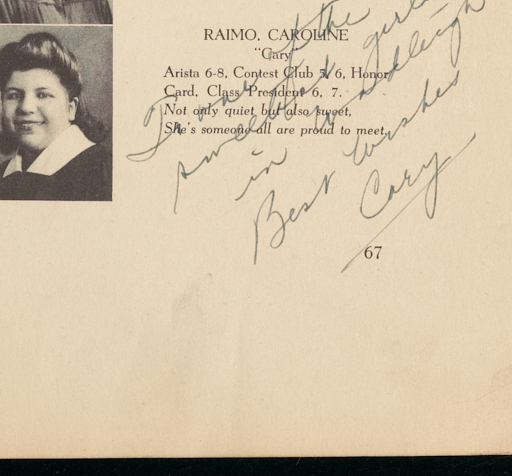 RAIMO, CAROLINE
"Cary"
Arista 6-8, Contest Club 5, 6, Honor
Card, Class President 6, 7.
Not only quiet but also sweet,
She's someone all are proud to meet.
To one of the
sweetest girls
in Wadleigh
Best Wishes
Cary
67